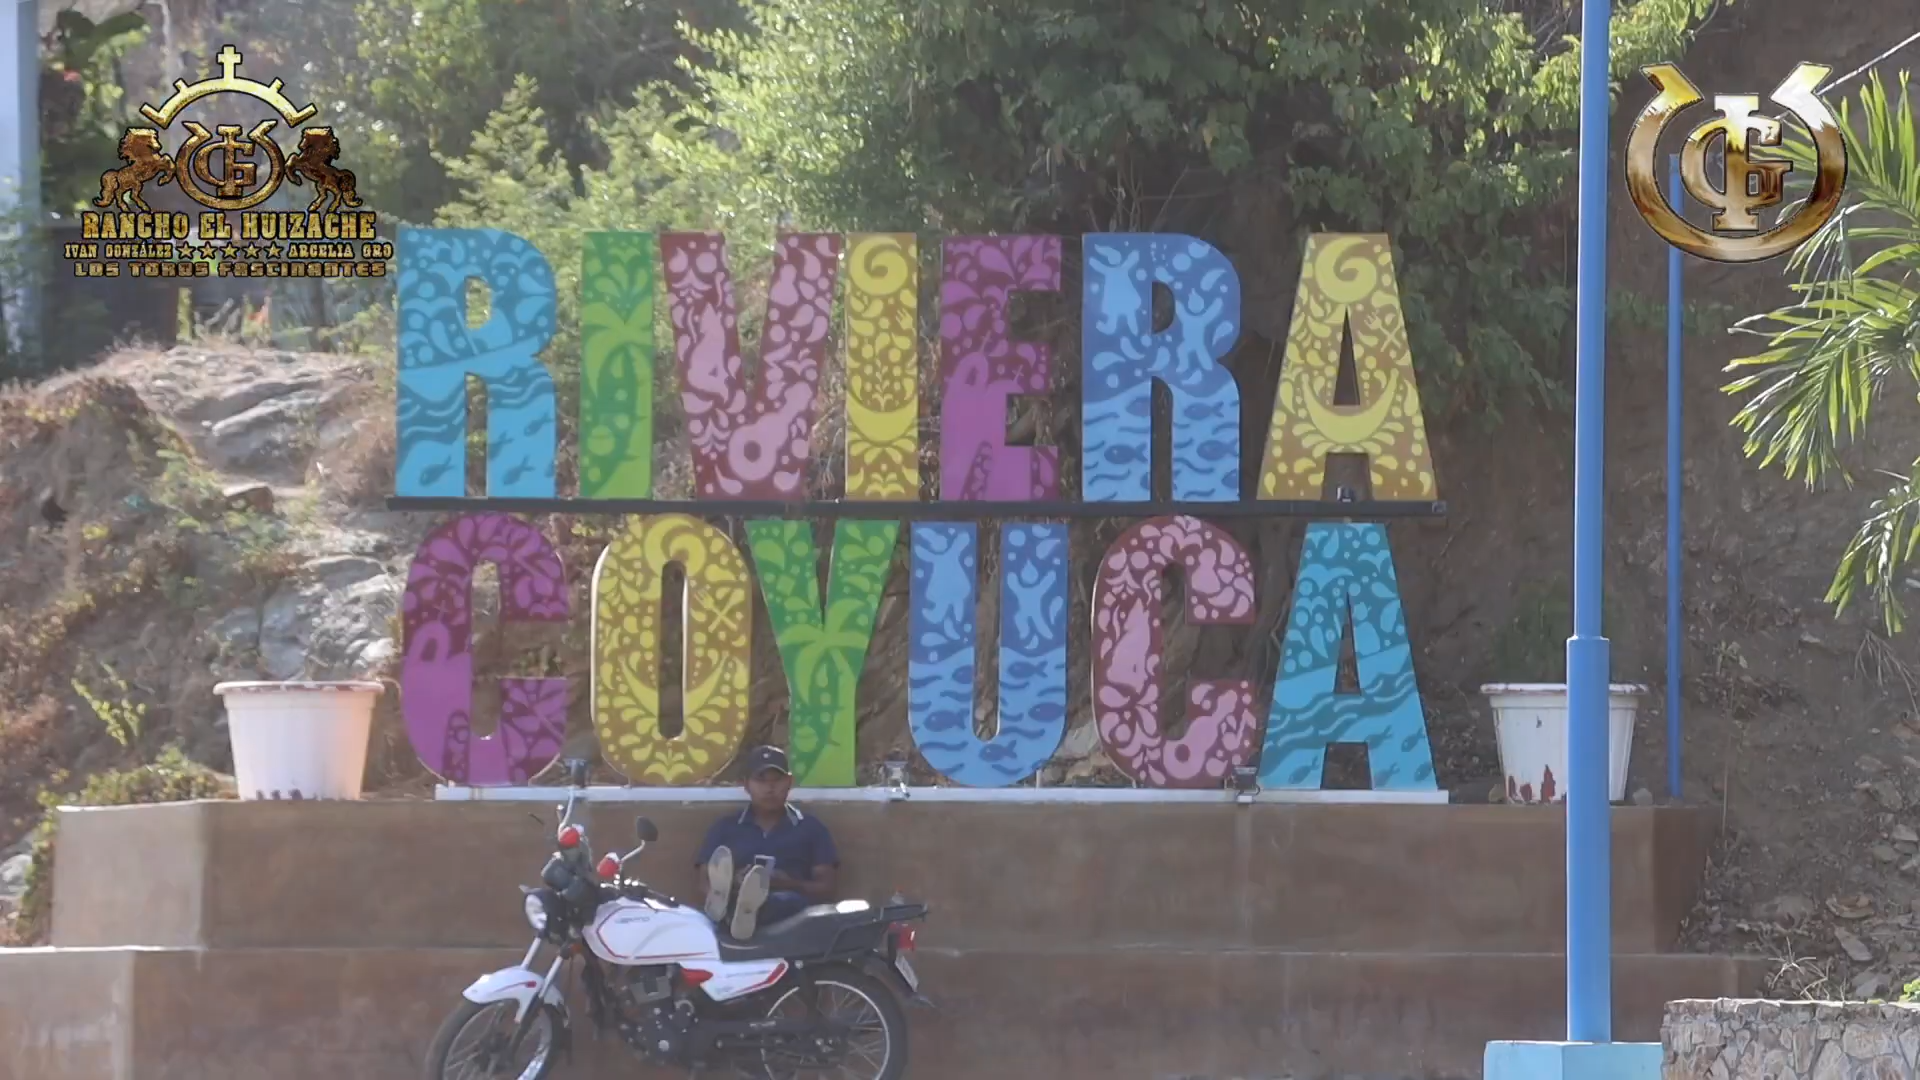 RANCHO EL HUIZACHE
IVAN GONZÁLEZ ★★★★★ ARCELIA GRO
LOS TOROS FASCINANTES
RIVIERA
COYUCA